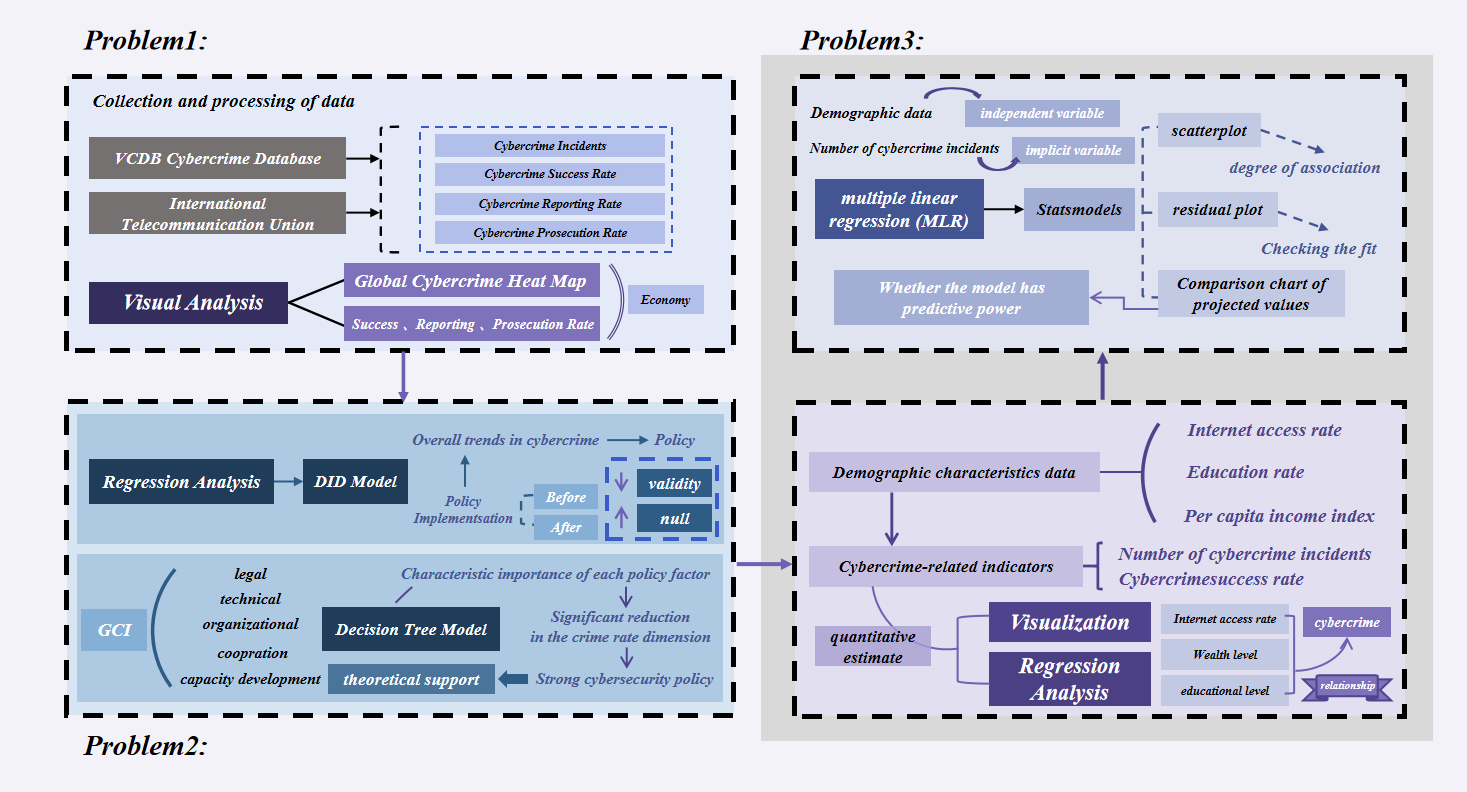 Problem1:
Collection and processing of data
VCDB Cybercrime Database
International
Telecommunication Union
Cybercrime Incidents
Cybercrime Success Rate
Cybercrime Reporting Rate
Cybercrime Prosecution Rate
Visual Analysis
Global Cybercrime Heat Map
Success 、Reporting 、Prosecution Rate
Economy
Regression Analysis
DID Model
Overall trends in cybercrime
Policy
Policy
Implementsation
Before
After
validity
null
GCI
legal
technical
organizational
coopration
capacity development
Characteristic importance of each policy factor
Decision Tree Model
Significant reduction
in the crime rate dimension
theoretical support
Strong cybersecurity policy
Problem2:
Problem3:
Demographic data
independent variable
Number of cybercrime incidents
implicit variable
multiple linear
regression (MLR)
Statsmodels
scatterplot
degree of association
residual plot
Checking the fit
Comparison chart of
projected values
Whether the model has
predictive power
Demographic characteristics data
Internet access rate
Education rate
Per capita income index
Cybercrime-related indicators
Number of cybercrime incidents
Cybercrimesuccess rate
quantitative
estimate
Visualization
Regression
Analysis
Internet access rate
Wealth level
educational level
cybercrime
relationship